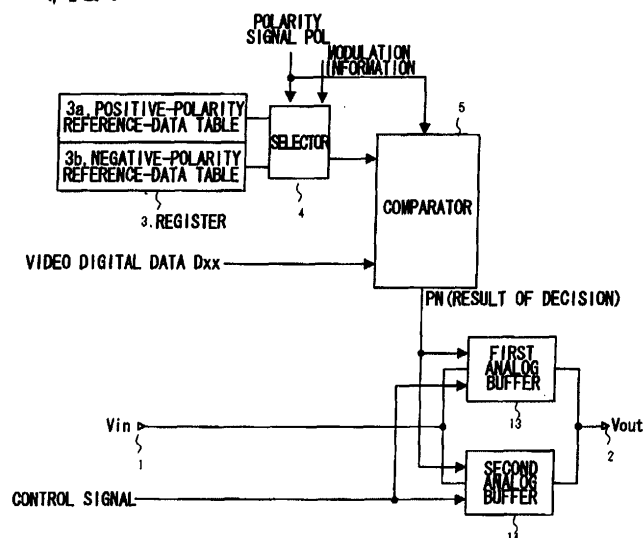 POLARITY
SIGNAL POL
MODULATION
INFORMATION
3a. POSITIVE-POLARITY
REFERENCE-DATA TABLE
3b. NEGATIVE-POLARITY
REFERENCE-DATA TABLE
3. REGISTER
SELECTOR
4
5
COMPARATOR
VIDEO DIGITAL DATA Dxx
PN (RESULT OF DECISION)
FIRST
ANALOG
BUFFER
13
Vin
1
Vout
2
SECOND
ANALOG
BUFFER
CONTROL SIGNAL